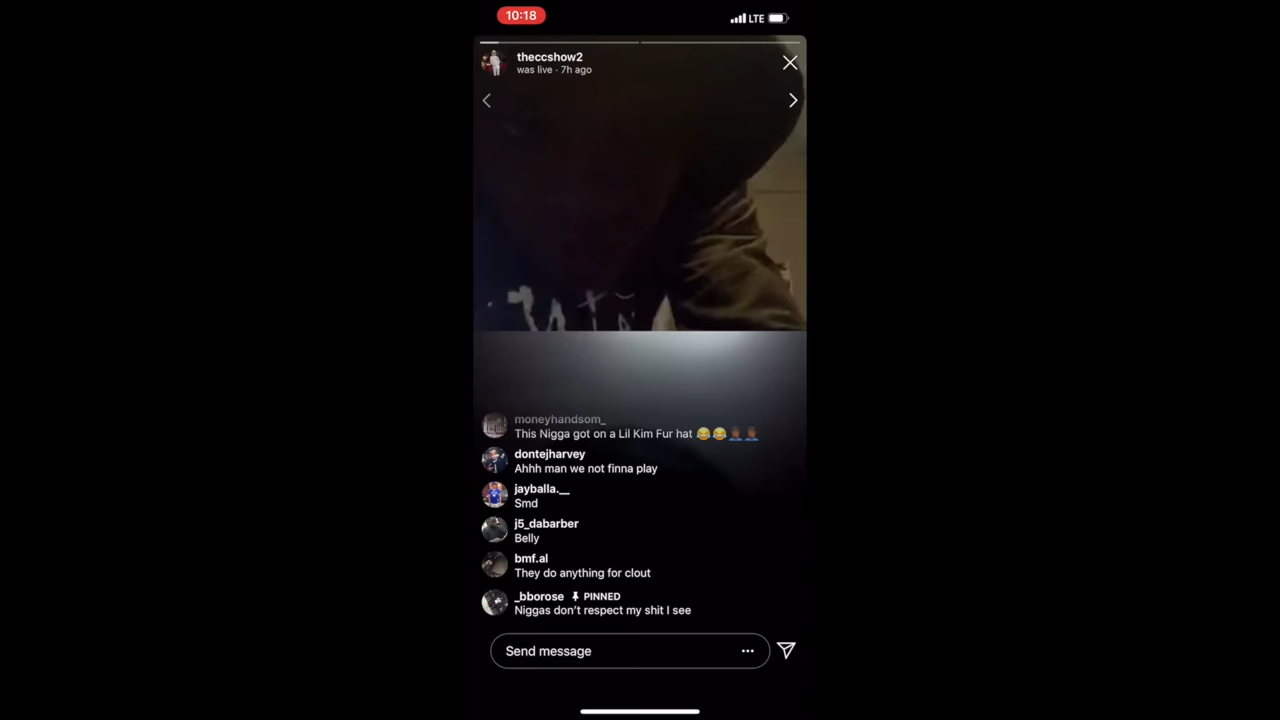 10:18
LTE
theccshow2
was live · 7h ago
moneyhandsom_
This Nigga got on a Lil Kim Fur hat 😂😂🤦🏾‍♂️🤦🏾‍♂️
dontejharvey
Ahhh man we not finna play
jayballa.__
Smd
j5_dabarber
Belly
bmf.al
They do anything for clout
_bborose PINNED
Niggas don’t respect my shit I see
Send message